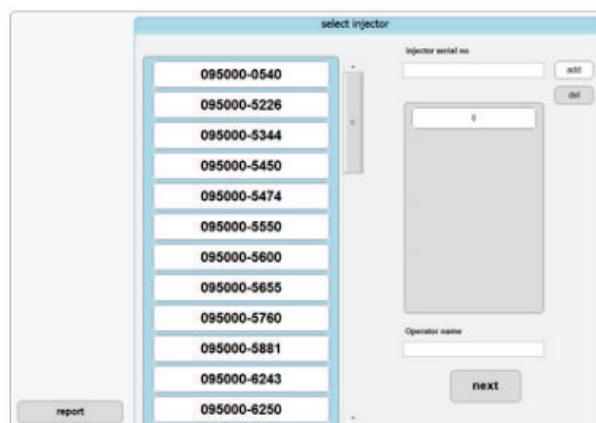 select injector
injector serial no
add
del
095000-0540
095000-5226
095000-5344
095000-5450
095000-5474
095000-5550
095000-5600
095000-5655
095000-5760
095000-5881
095000-6243
095000-6250
0
Operator name
next
report